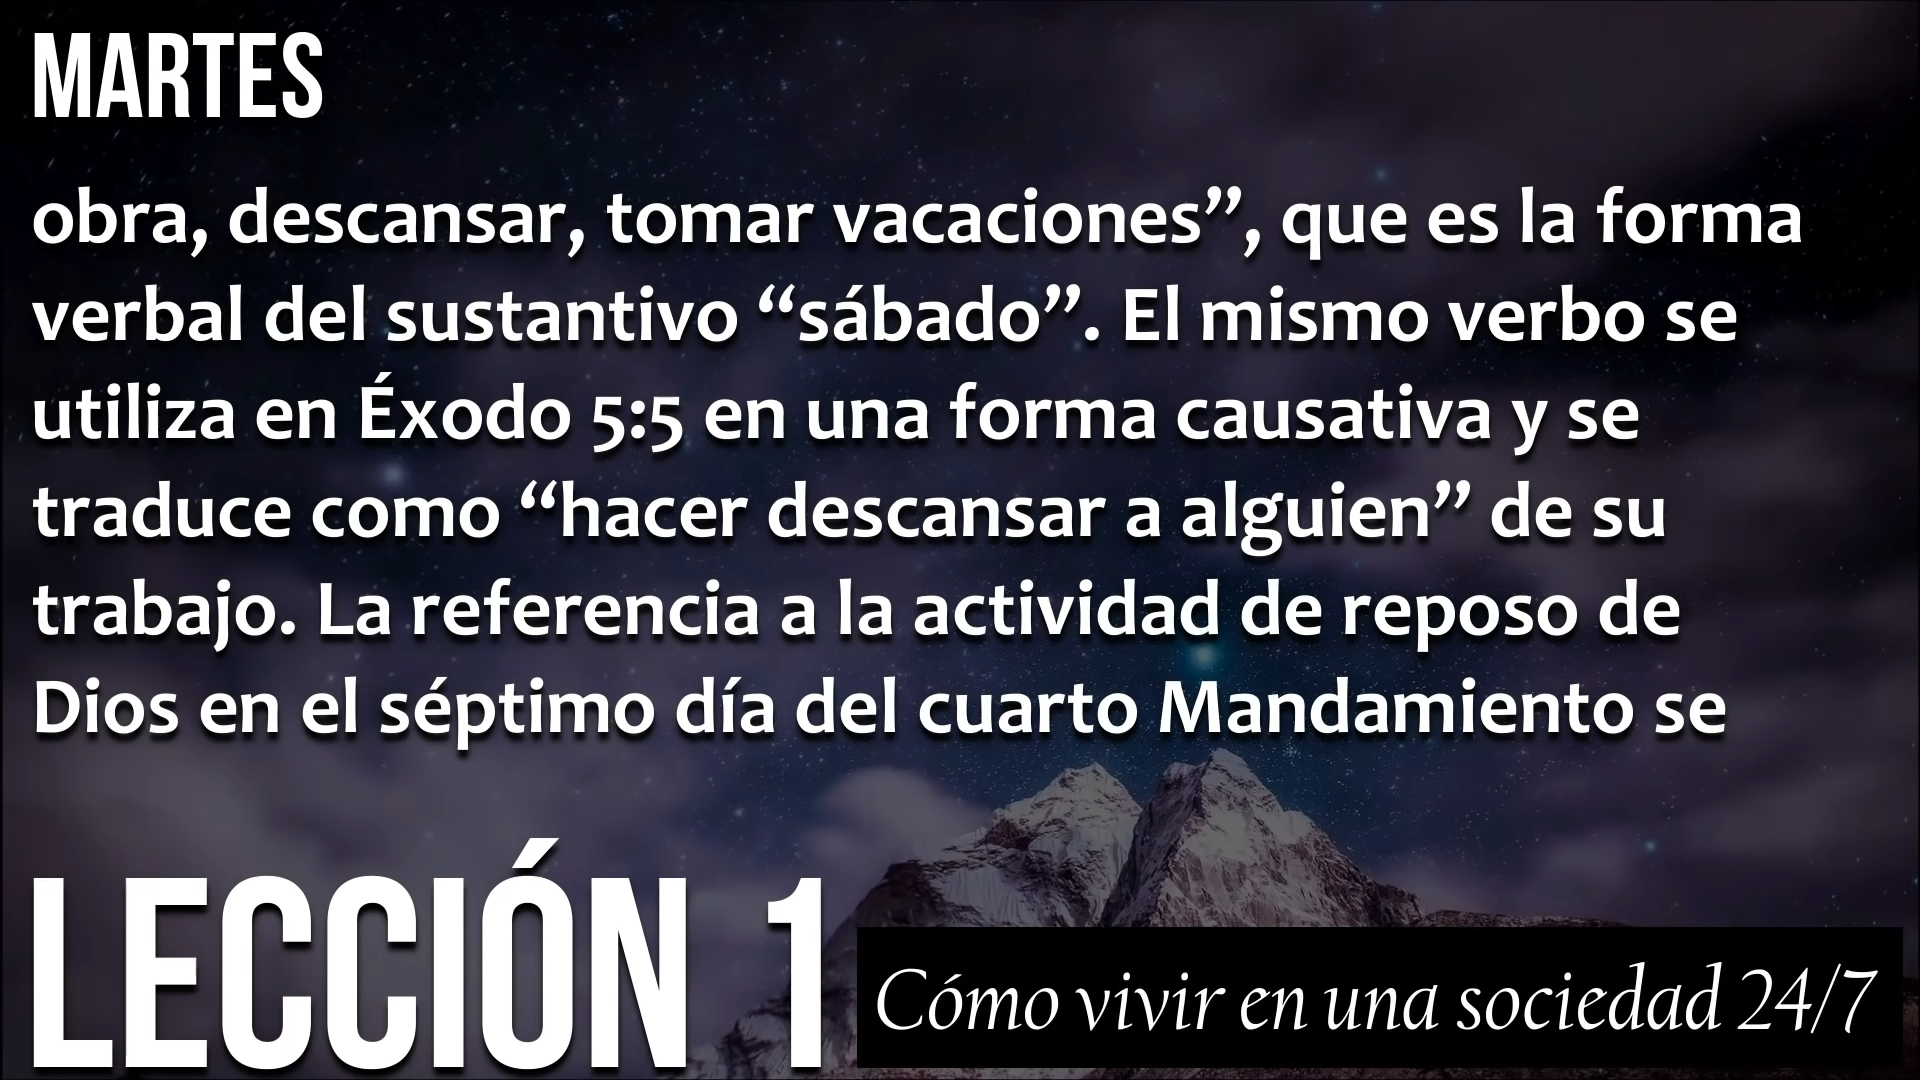 MARTES
obra, descansar, tomar vacaciones”, que es la forma
verbal del sustantivo “sábado”. El mismo verbo se
utiliza en Éxodo 5:5 en una forma causativa y se
traduce como “hacer descansar a alguien” de su
trabajo. La referencia a la actividad de reposo de
Dios en el séptimo día del cuarto Mandamiento se
LECCIÓN 1
Cómo vivir en una sociedad 24/7